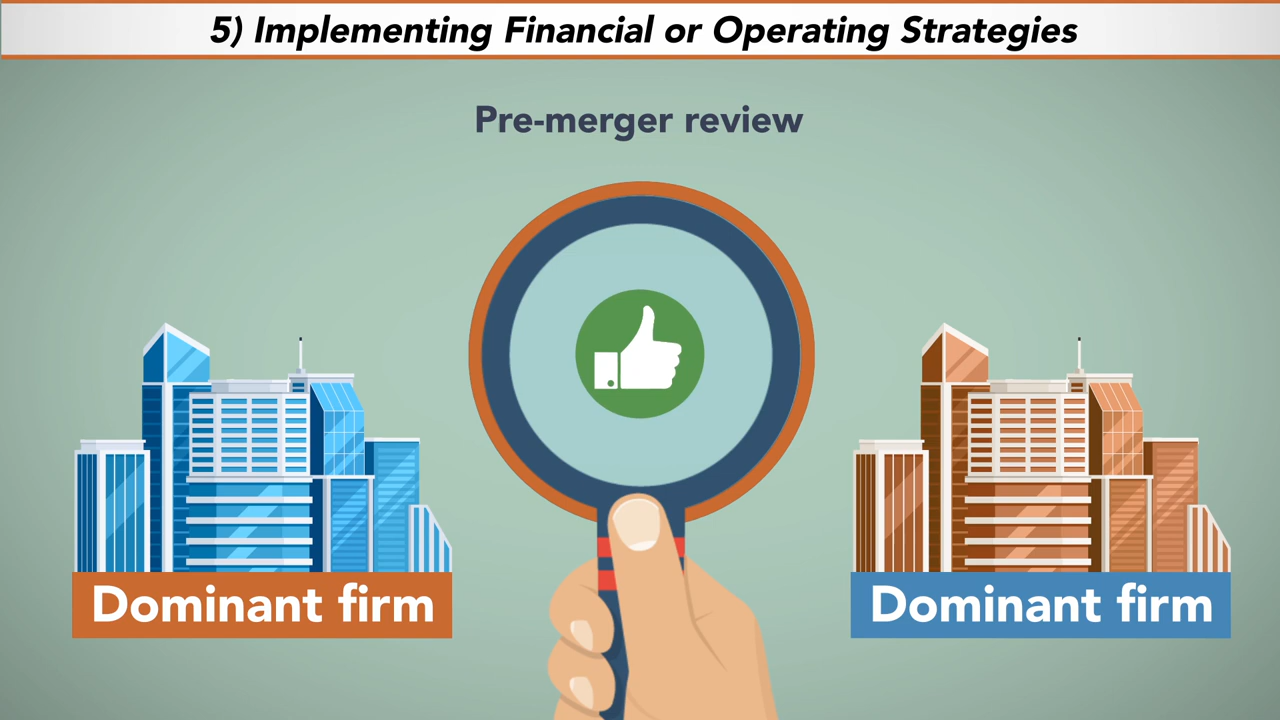 5) Implementing Financial or Operating Strategies
Pre-merger review
Dominant firm
Dominant firm